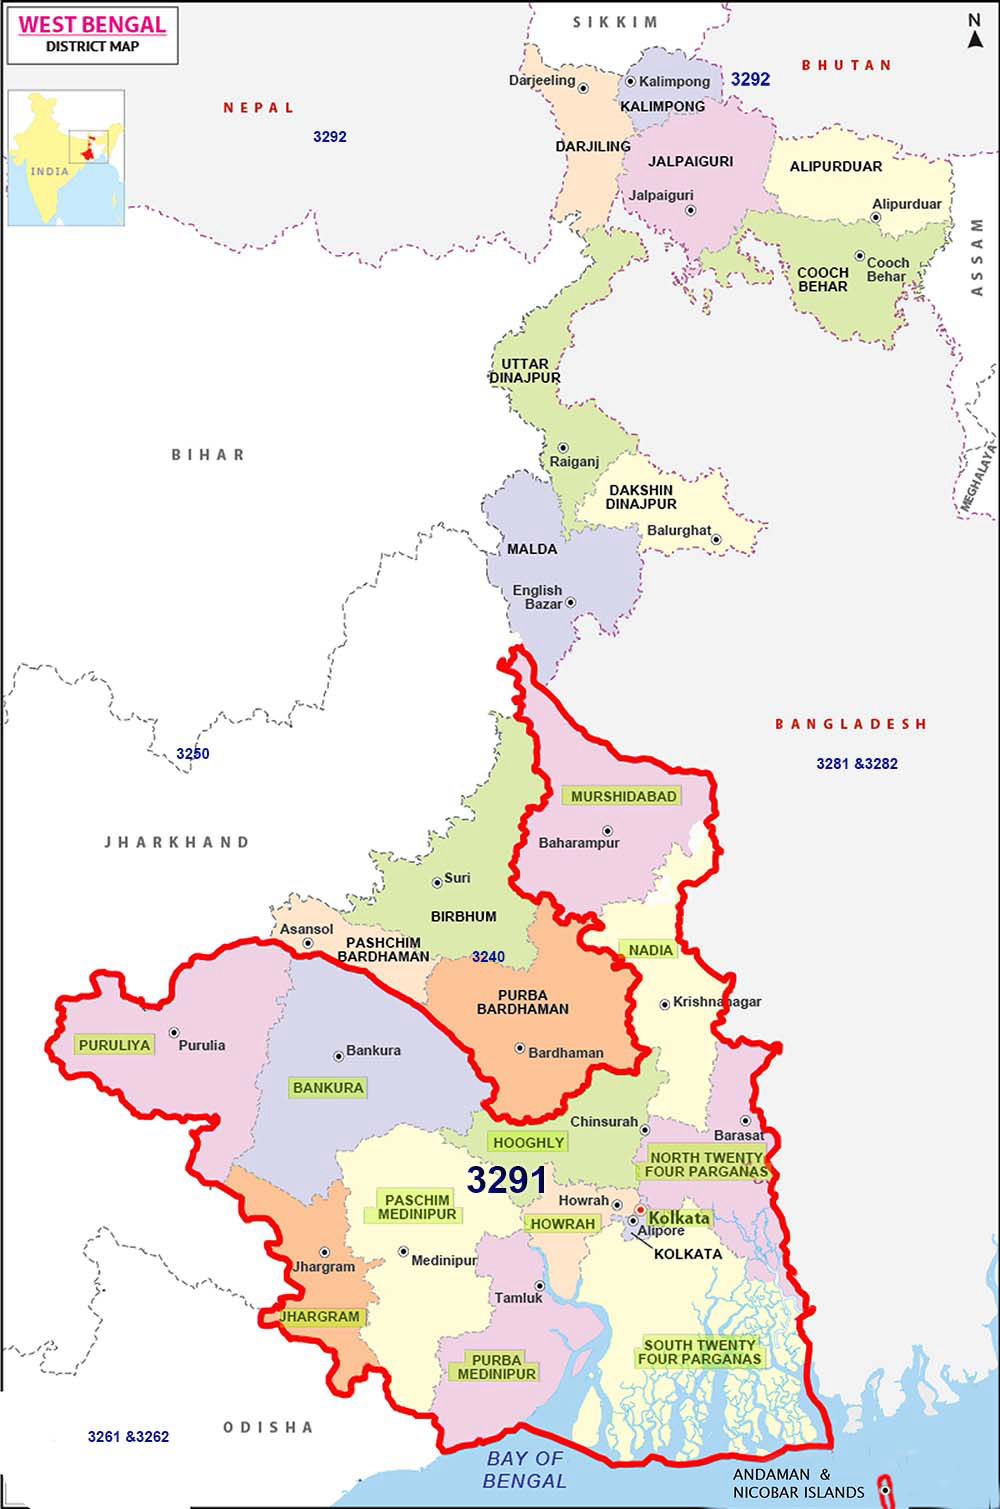 WEST BENGAL
DISTRICT MAP
SIKKIM
N
BHUTAN
NEPAL
3292
3292
INDIA
Darjeeling
Kalimpong
KALIMPONG
DARJILING
JALPAIGURI
Jalpaiguri
ALIPURDUAR
Alipurduar
COOCH
BEHAR
Cooch
Behar
ASSAM
MEGHALAYA
UTTAR
DINAJPUR
BIHAR
Raiganj
DAKSHIN
DINAJPUR
Balurghat
MALDA
English
Bazar
BANGLADESH
3281 &3282
3250
JHARKHAND
MURSHIDABAD
Baharampur
Suri
BIRBHUM
Asansol
PASHCHIM
BARDHAMAN
3240
NADIA
Krishnanagar
PURBA
BARDHAMAN
Bardhaman
PURULIYA
Purulia
Bankura
BANKURA
Chinsurah
HOOGHLY
Barasat
NORTH TWENTY
FOUR PARGANAS
3291
PASCHIM
MEDINIPUR
Howrah
HOWRAH
Kolkata
Alipore
KOLKATA
Jhargram
Medinipur
Tamluk
JHARGRAM
PURBA
MEDINIPUR
SOUTH TWENTY
FOUR PARGANAS
ODISHA
3261 &3262
BAY OF
BENGAL
ANDAMAN &
NICOBAR ISLANDS